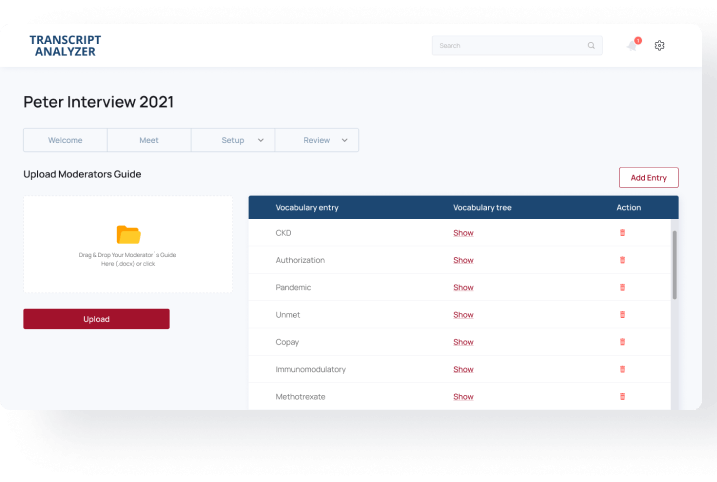 TRANSCRIPT
ANALYZER
Search
1
Peter Interview 2021
Welcome Meet Setup Review
Upload Moderators Guide
Add Entry
Drag & Drop Your Moderator`s Guide
Here (.docx) or click
Upload
Vocabulary entry Vocabulary tree Action
CKD Show
Authorization Show
Pandemic Show
Unmet Show
Copay Show
Immunomodulatory Show
Methotrexate Show